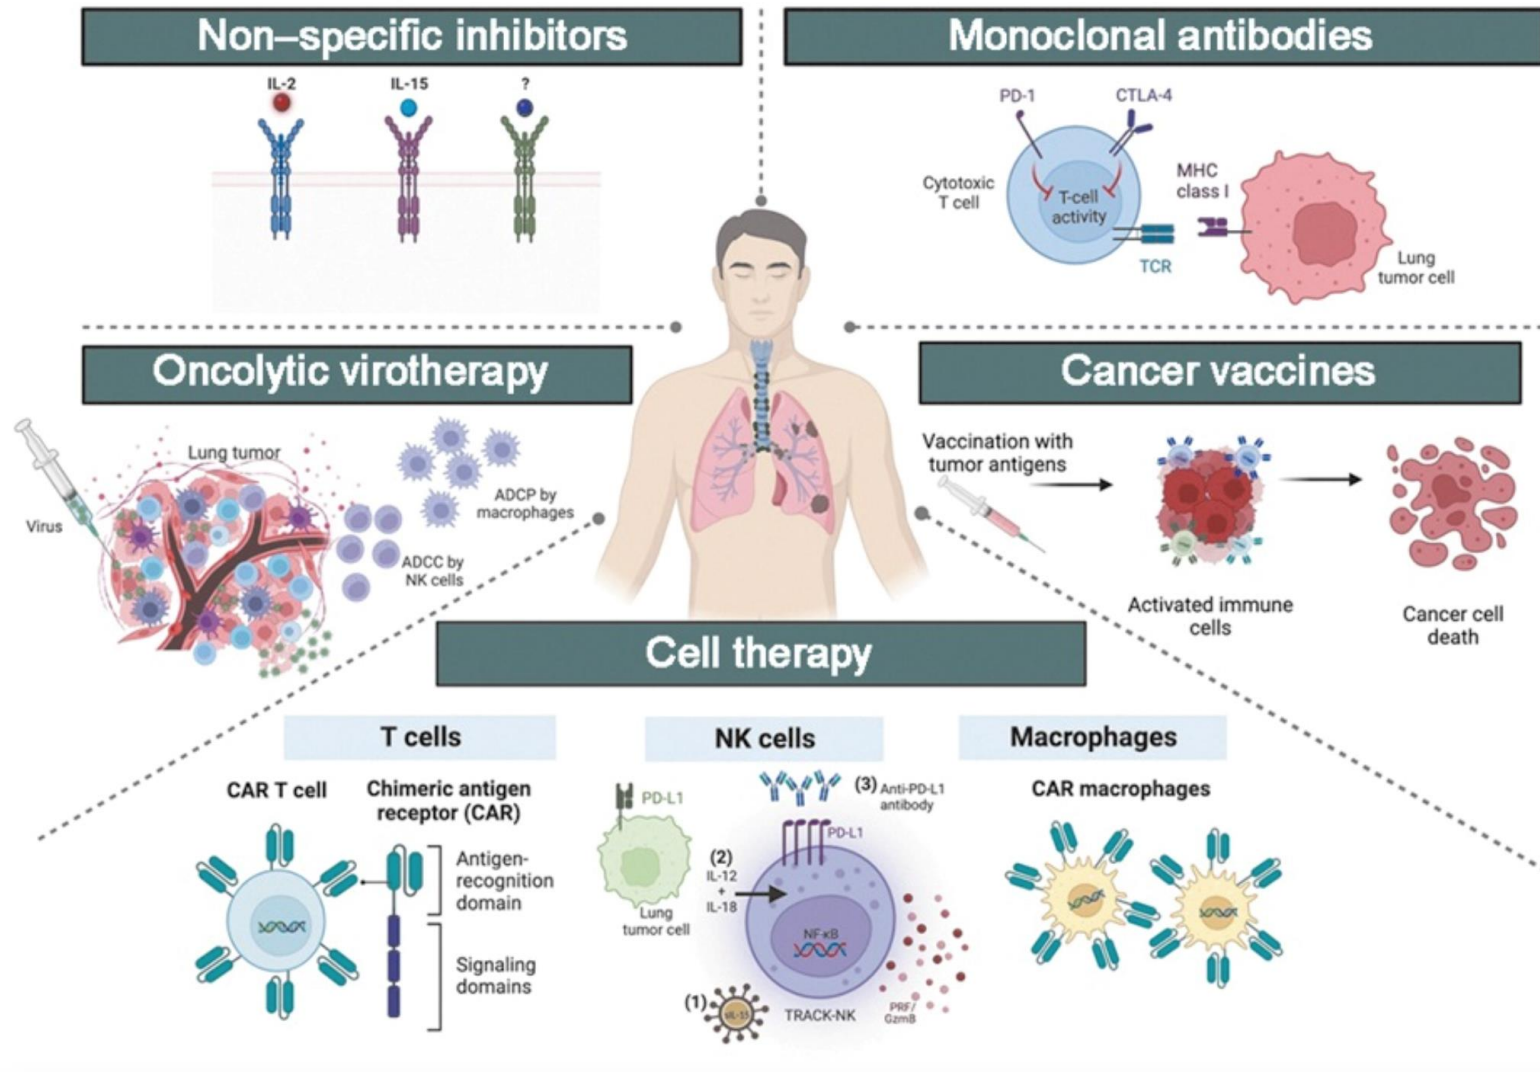 Non–specific inhibitors
IL-2
IL-15
?
Monoclonal antibodies
PD-1
CTLA-4
Cytotoxic
T cell
T-cell
activity
MHC
class I
TCR
Lung
tumor cell
Oncolytic virotherapy
Lung tumor
Virus
ADCP by
macrophages
ADCC by
NK cells
Cancer vaccines
Vaccination with
tumor antigens
Activated immune
cells
Cancer cell
death
Cell therapy
T cells
CAR T cell
Chimeric antigen
receptor (CAR)
Antigen-
recognition
domain
Signaling
domains
NK cells
PD-L1
Lung
tumor cell
(3) Anti-PD-L1
antibody
PD-L1
(2)
IL-12
+
IL-18
NF-κB
(1)
TRACK-NK
PRF/
GzmB
Macrophages
CAR macrophages